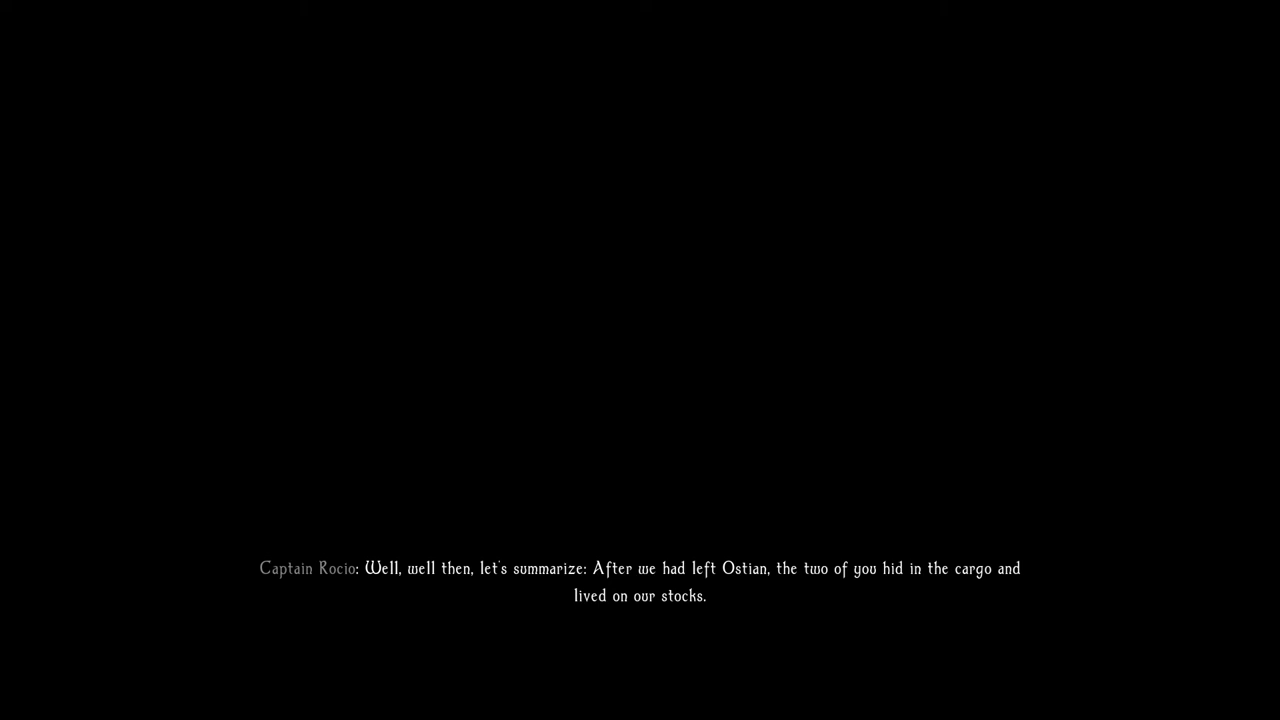 Captain Rocio: Well, well then, let's summarize: After we had left Ostian, the two of you hid in the cargo and
lived on our stocks.